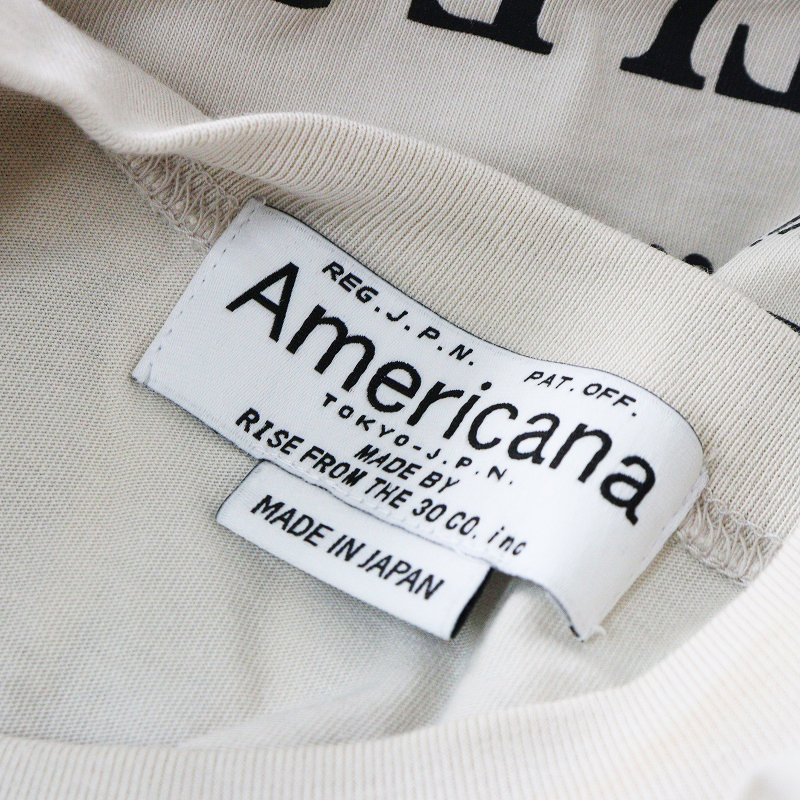 REG.J.P.N. PAT.OFF.
Americana
TOKYO-J.P.N.
MADE BY
RISE FROM THE 30 CO. inc
MADE IN JAPAN